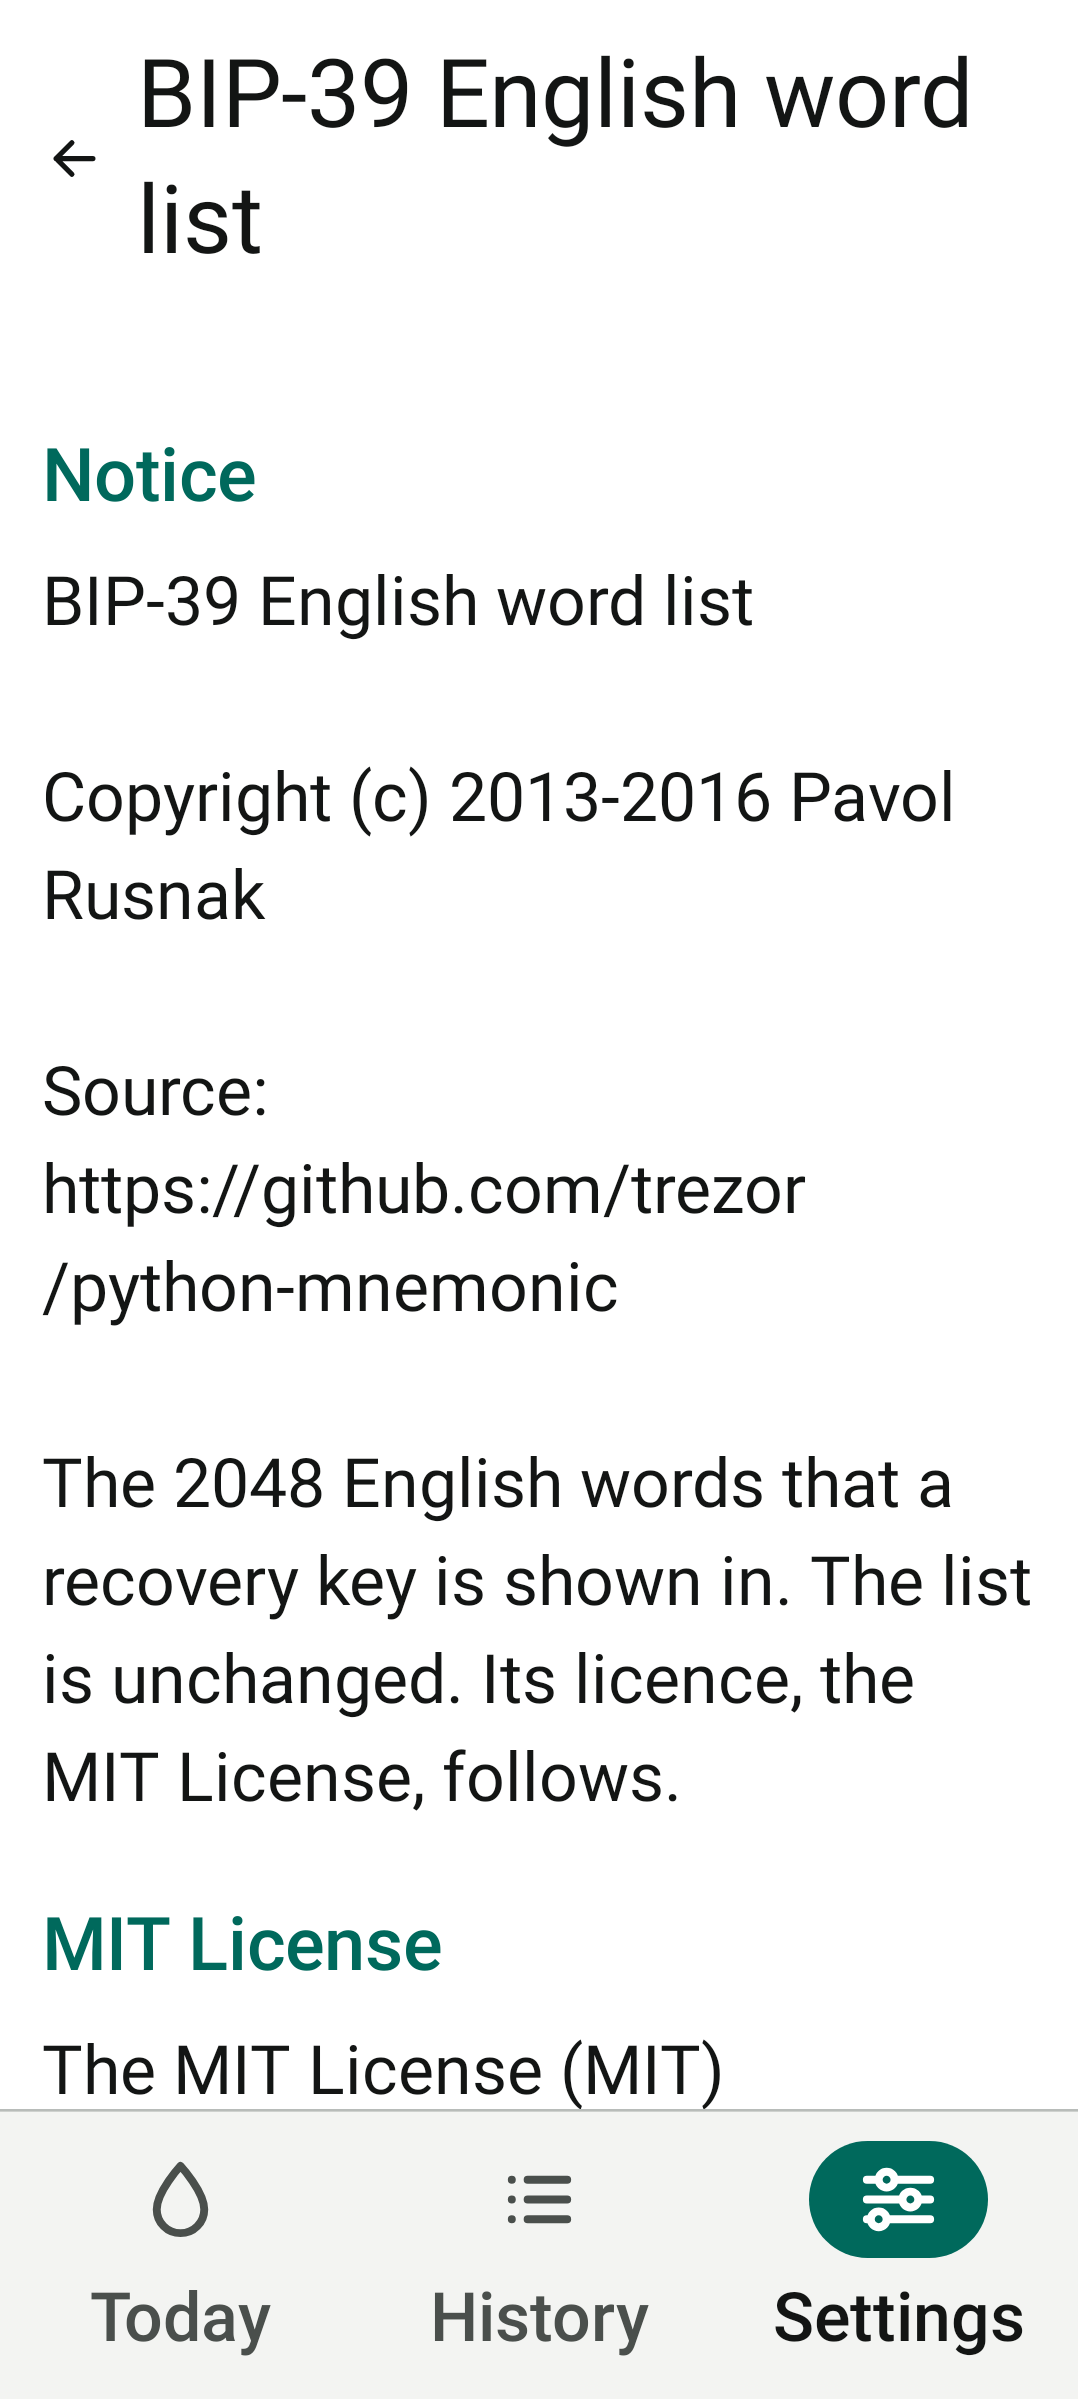 BIP-39 English word
list
Notice
BIP-39 English word list
Copyright (c) 2013-2016 Pavol
Rusnak
Source:
https://github.com/trezor
/python-mnemonic
The 2048 English words that a
recovery key is shown in. The list
is unchanged. Its licence, the
MIT License, follows.
MIT License
The MIT License (MIT)
Today
History
Settings